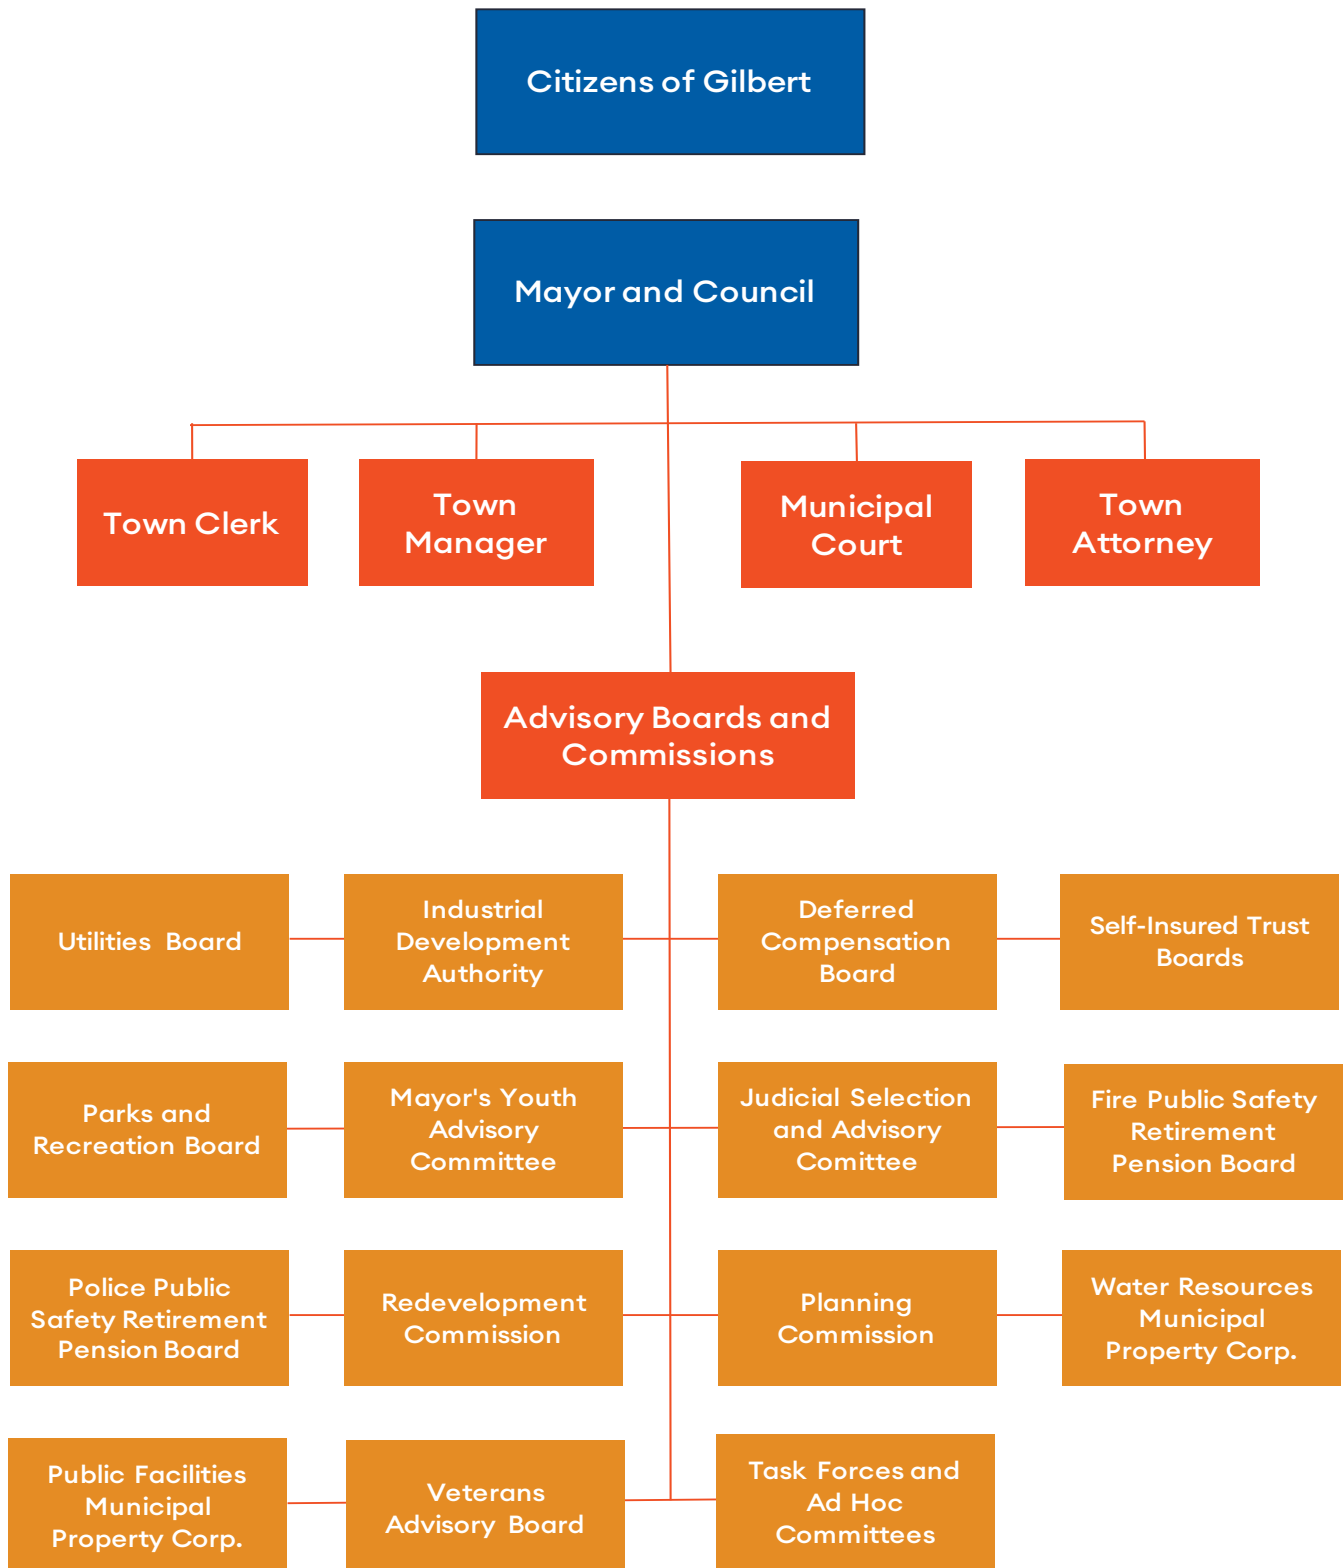 Citizens of Gilbert
Mayor and Council
Town Clerk
Town
Manager
Municipal
Court
Town
Attorney
Advisory Boards and
Commissions
Utilities Board
Industrial
Development
Authority
Deferred
Compensation
Board
Self-Insured Trust
Boards
Parks and
Recreation Board
Mayor's Youth
Advisory
Committee
Judicial Selection
and Advisory
Comittee
Fire Public Safety
Retirement
Pension Board
Police Public
Safety Retirement
Pension Board
Redevelopment
Commission
Planning
Commission
Water Resources
Municipal
Property Corp.
Public Facilities
Municipal
Property Corp.
Veterans
Advisory Board
Task Forces and
Ad Hoc
Committees